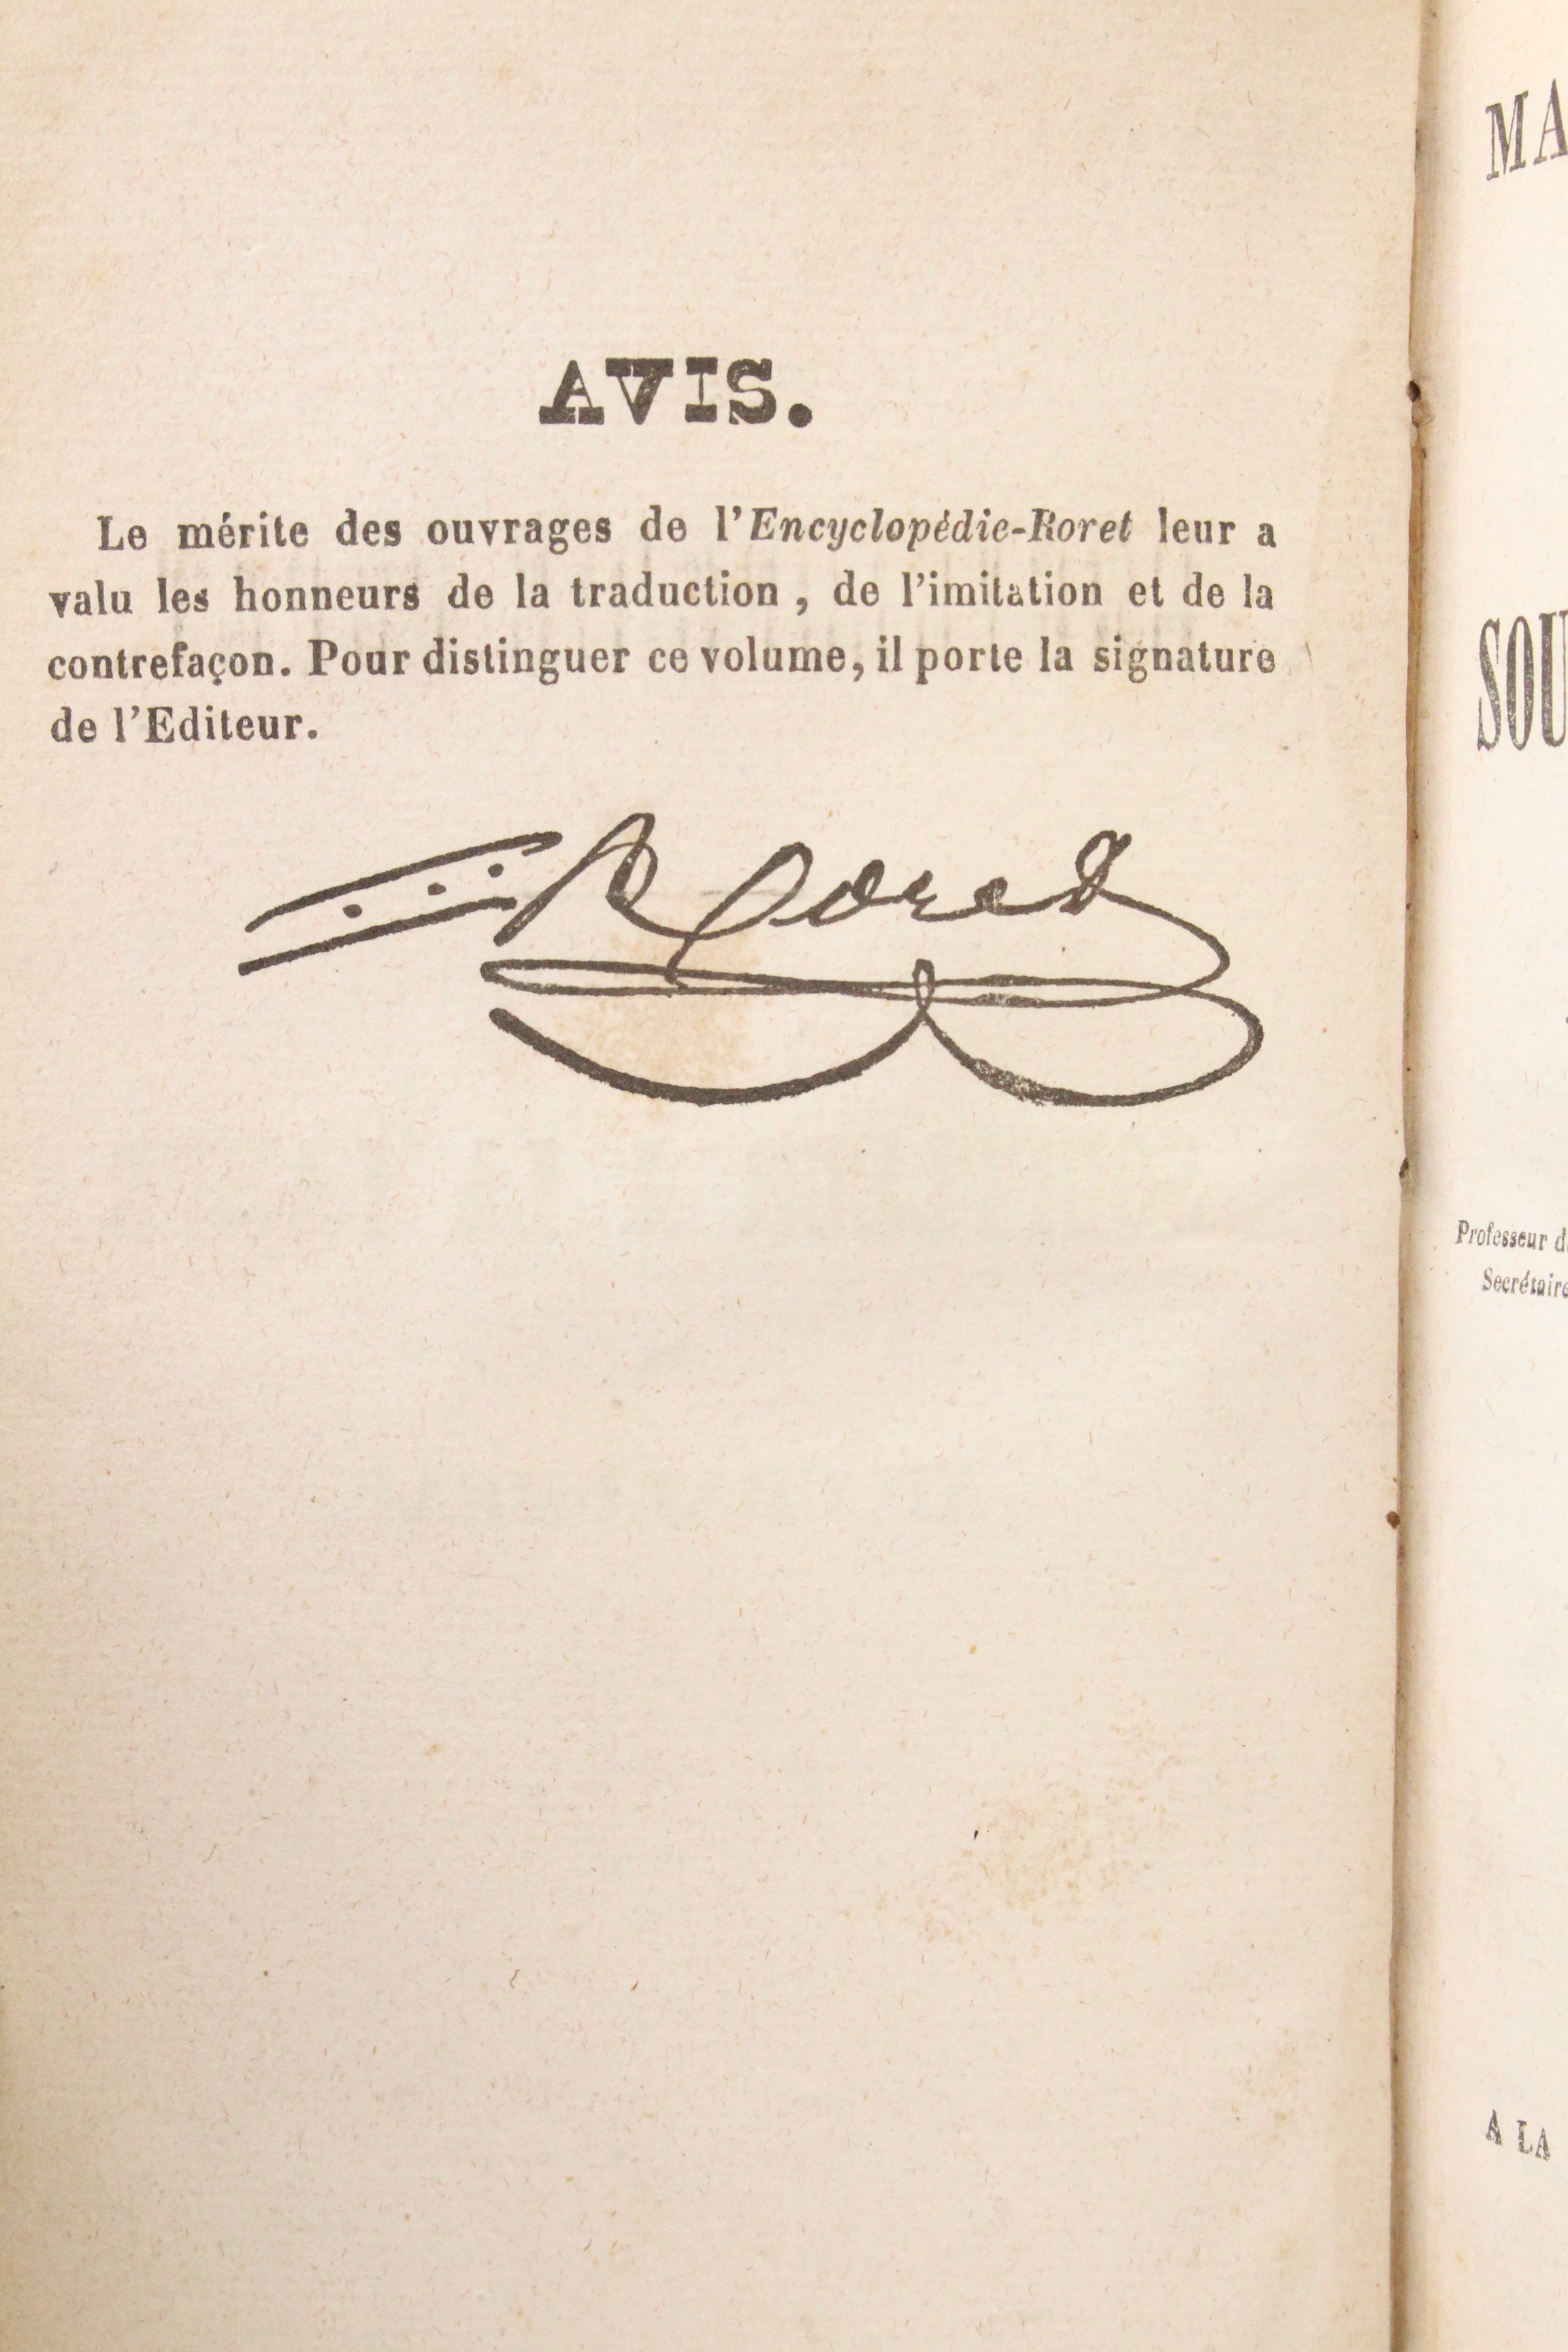 AVIS.
Le mérite des ouvrages de l'Encyclopédie-Roret leur a
valu les honneurs de la traduction, de l'imitation et de la
contrefaçon. Pour distinguer ce volume, il porte la signature
de l'Editeur.
Roret
MA
SOU
Professeur d
Secrétaire
A LA